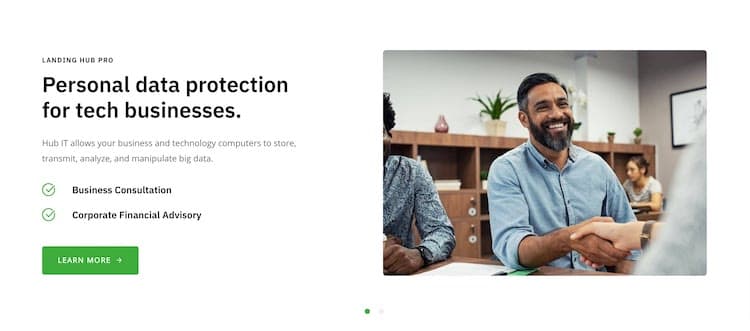 LANDING HUB PRO
Personal data protection
for tech businesses.
Hub IT allows your business and technology computers to store,
transmit, analyze, and manipulate big data.
Business Consultation
Corporate Financial Advisory
LEARN MORE →